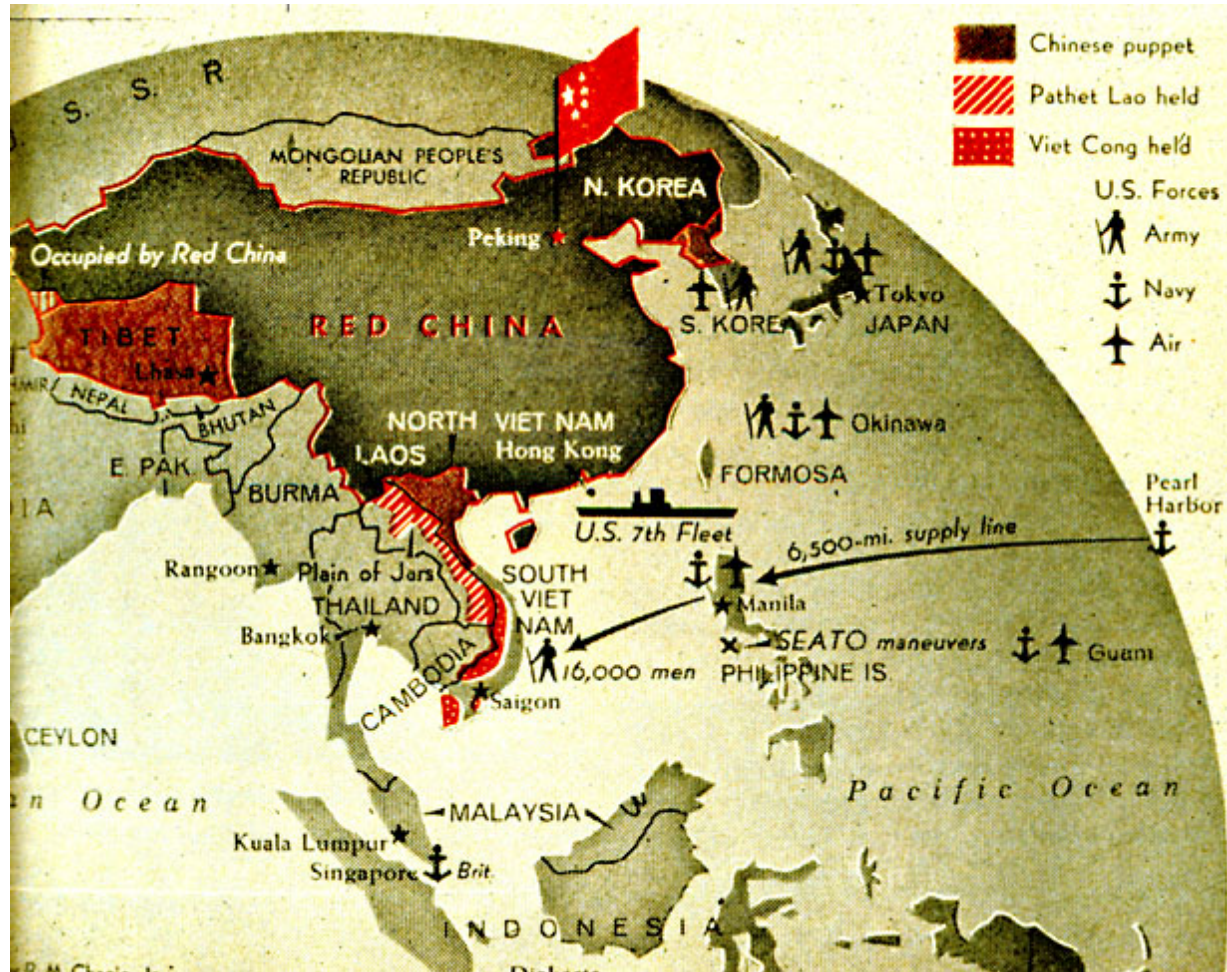 Chinese puppet
Pathet Lao held
Viet Cong held
U.S. Forces
Army
Navy
Air
S. S. R
MONGOLIAN PEOPLE'S
REPUBLIC
N. KOREA
Peking
Occupied by Red China
TIBET
Lhasa
RED CHINA
S. KORE
Tokyo
JAPAN
NEPAL
BHUTAN
E. PAK.
BURMA
LAOS
NORTH VIET NAM
Hong Kong
Okinawa
FORMOSA
U.S. 7th Fleet
Pearl
Harbor
6,500-mi. supply line
Rangoon
Plain of Jars
THAILAND
Bangkok
SOUTH
VIET
NAM
CAMBODIA
16,000 men
Saigon
Manila
SEATO maneuvers
PHILIPPINE IS
Guam
CEYLON
n Ocean
Pacific Ocean
MALAYSIA
Kuala Lumpur
Singapore
Brit.
INDONESIA